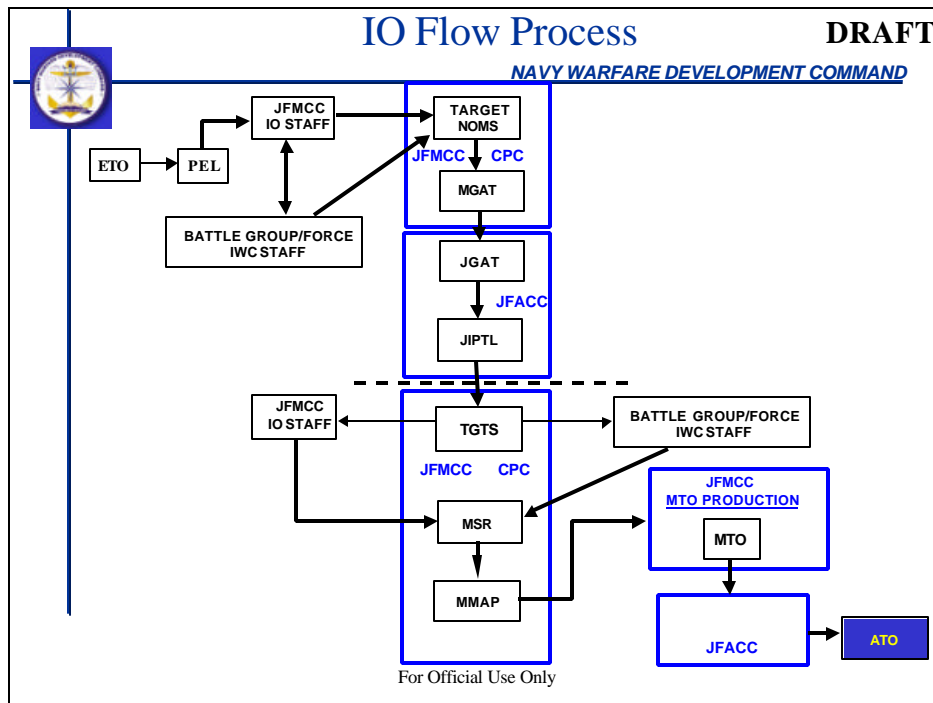 IO Flow Process
DRAFT
NAVY WARFARE DEVELOPMENT COMMAND
JFMCC
IO STAFF
TARGET
NOMS
JFMCC CPC
ETO
PEL
MGAT
BATTLE GROUP/FORCE
IWC STAFF
JGAT
JFACC
JIPTL
JFMCC
IO STAFF
TGTS
BATTLE GROUP/FORCE
IWC STAFF
JFMCC CPC
JFMCC
MTO PRODUCTION
MSR
MTO
MMAP
JFACC
ATO
For Official Use Only